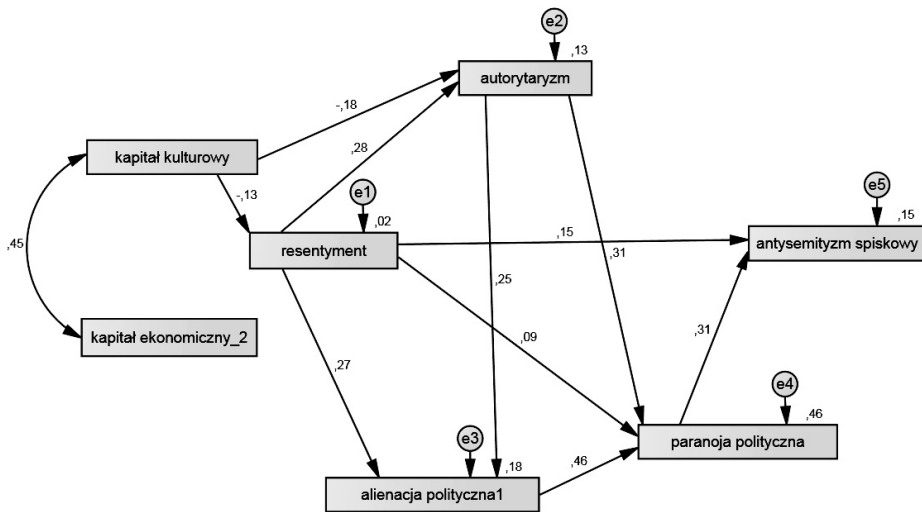 e2
,13
autorytaryzm
-,18
,28
kapitał kulturowy
-,13
e1
,02
resentyment
e5
,15
antysemityzm spiskowy
,15
,45
,25
,31
,31
,09
kapitał ekonomiczny_2
,27
e4
,46
paranoja polityczna
e3
,18
,46
alienacja polityczna1